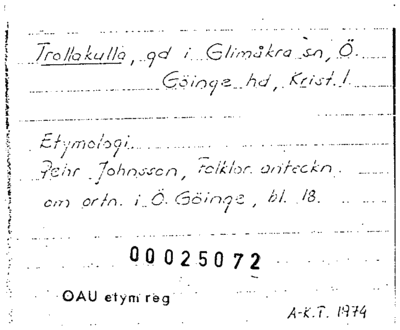 Trollakulla, gd i Glimåkra sn, Ö.
Göinge hd, Krist. l.
Etymologi.
Pehr Johnsson, Folklor. anteckn.
om ortn. i Ö. Göinge, bl. 18.
00025072
OAU etym reg
A-K.T. 1974